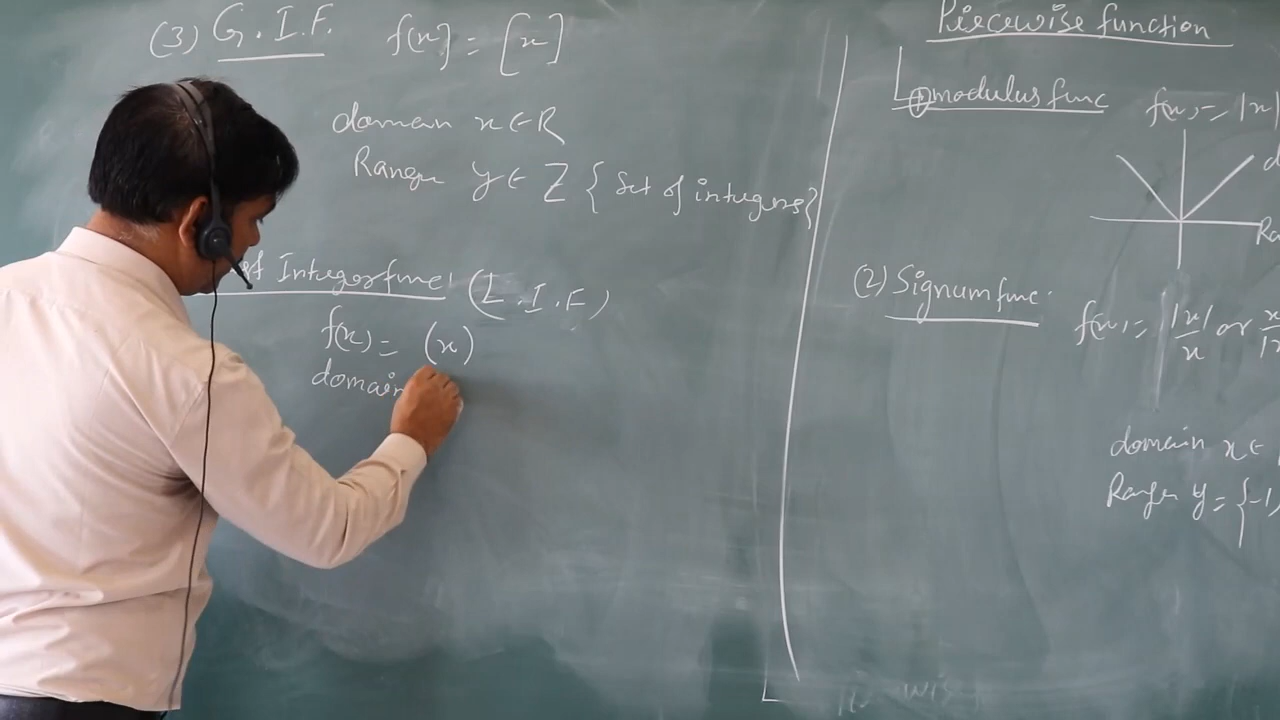 (3) G.I.F. f[x] = [x]
domain x ∈ R
Range y ∈ Z { Set of integers}
Integer func (L.I.F)
f(x) = (x)
domain
Piecewise function
(1) modulus func f(x) = |x|
(2) Signum func. f(x) = |x|/x or
domain x ∈
Range y = {-1,